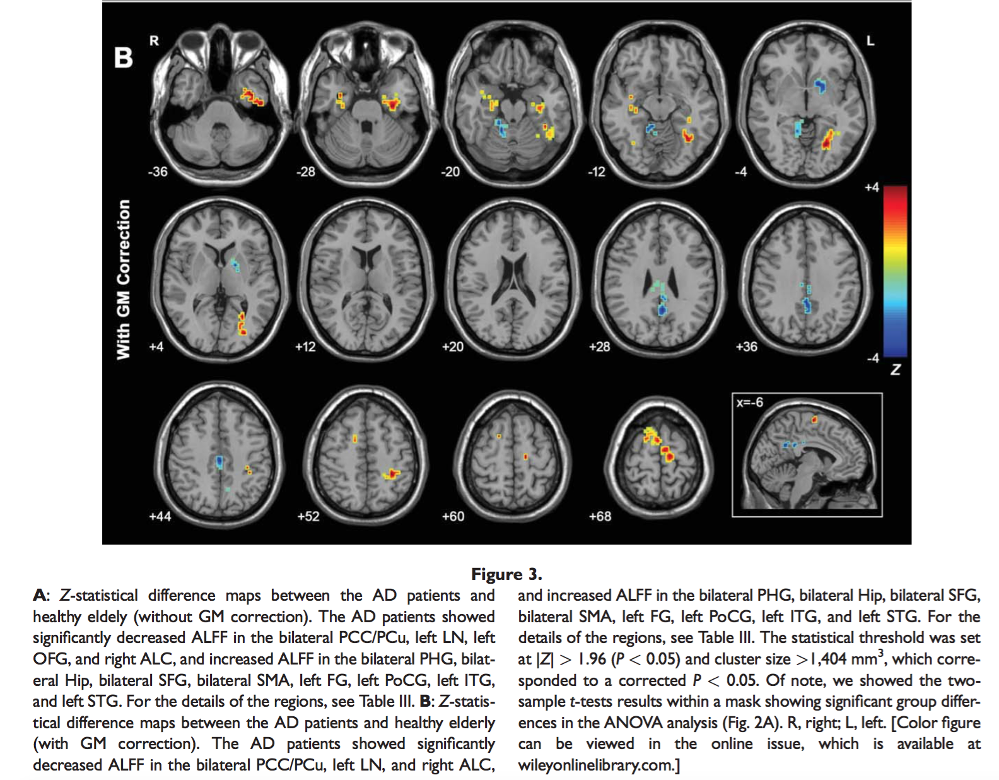 B
R
L
-36
-28
-20
-12
-4
+4
-4
Z
With GM Correction
+4
+12
+20
+28
+36
+44
+52
+60
+68
x=-6
Figure 3.
A: Z-statistical difference maps between the AD patients and
healthy eldely (without GM correction). The AD patients showed
significantly decreased ALFF in the bilateral PCC/PCu, left LN, left
OFG, and right ALC, and increased ALFF in the bilateral PHG, bilat-
eral Hip, bilateral SFG, bilateral SMA, left FG, left PoCG, left ITG,
and left STG. For the details of the regions, see Table III. B: Z-statis-
tical difference maps between the AD patients and healthy elderly
(with GM correction). The AD patients showed significantly
decreased ALFF in the bilateral PCC/PCu, left LN, and right ALC,
and increased ALFF in the bilateral PHG, bilateral Hip, bilateral SFG,
bilateral SMA, left FG, left PoCG, left ITG, and left STG. For the
details of the regions, see Table III. The statistical threshold was set
at |Z| > 1.96 (P < 0.05) and cluster size >1,404 mm³, which corre-
sponded to a corrected P < 0.05. Of note, we showed the two-
sample t-tests results within a mask showing significant group differ-
ences in the ANOVA analysis (Fig. 2A). R, right; L, left. [Color figure
can be viewed in the online issue, which is available at
wileyonlinelibrary.com.]